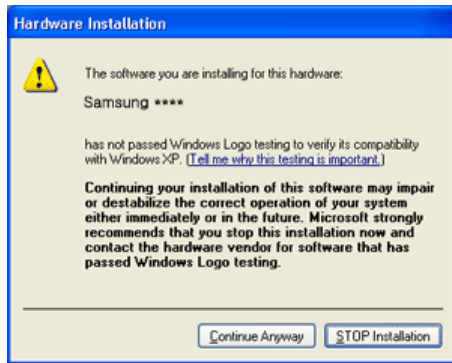 Hardware Installation
The software you are installing for this hardware:
Samsung ****
has not passed Windows Logo testing to verify its compatibility
with Windows XP. (Tell me why this testing is important.)
Continuing your installation of this software may impair
or destabilize the correct operation of your system
either immediately or in the future. Microsoft strongly
recommends that you stop this installation now and
contact the hardware vendor for software that has
passed Windows Logo testing.
Continue Anyway STOP Installation